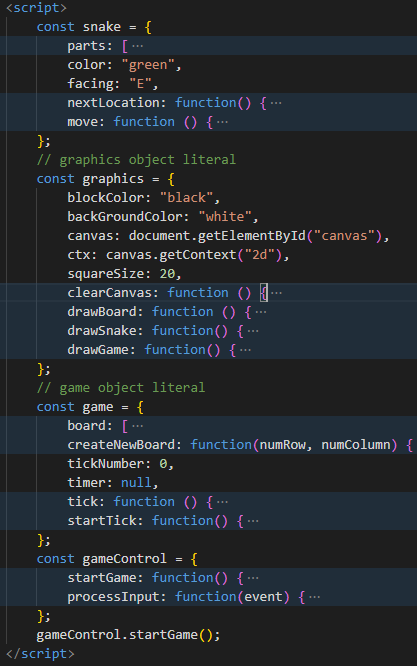 <script>
const snake = {
parts: [ ···
color: "green",
facing: "E",
nextLocation: function() { ···
move: function () { ···
};
// graphics object literal
const graphics = {
blockColor: "black",
backGroundColor: "white",
canvas: document.getElementById("canvas"),
ctx: canvas.getContext("2d"),
squareSize: 20,
clearCanvas: function () { ···
drawBoard: function () { ···
drawSnake: function() { ···
drawGame: function() { ···
};
// game object literal
const game = {
board: [ ···
createNewBoard: function(numRow, numColumn) {
tickNumber: 0,
timer: null,
tick: function () { ···
startTick: function() { ···
};
const gameControl = {
startGame: function() { ···
processInput: function(event) { ···
};
gameControl.startGame();
</script>